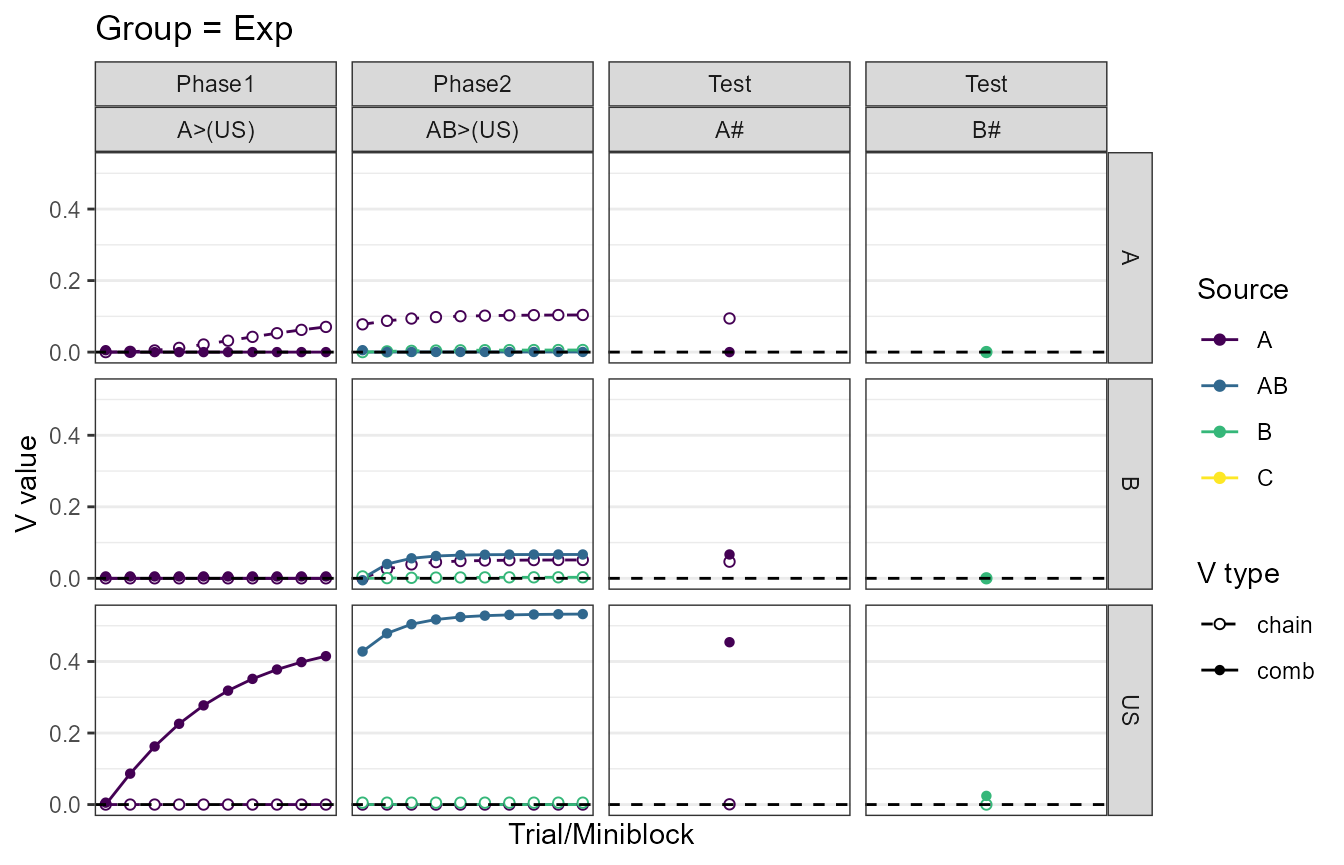 Group = Exp
Phase1
Phase2
Test
Test
A>(US)
AB>(US)
A#
B#
0.4
0.2
0.0
A
0.4
0.2
0.0
B
0.4
0.2
0.0
US
V value
Trial/Miniblock
Source
A
AB
B
C
V type
chain
comb